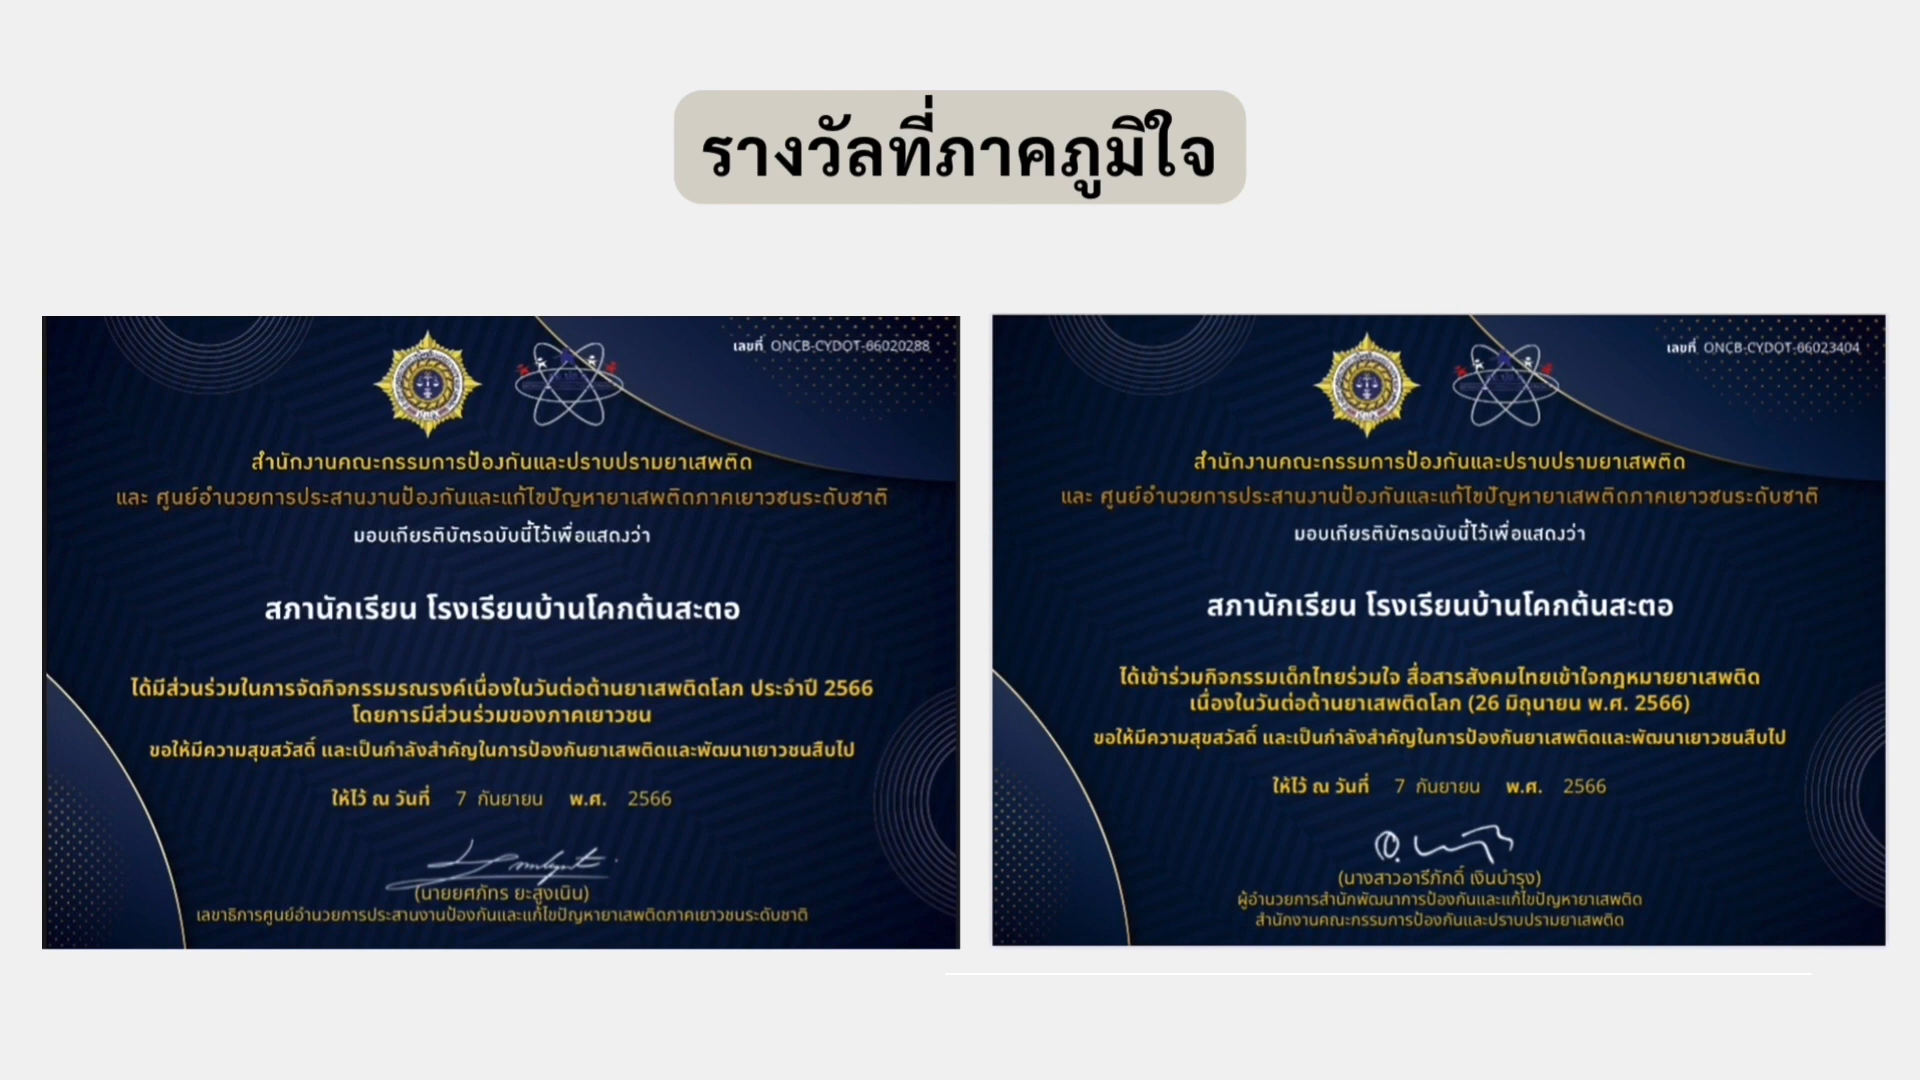 รางวัลที่ภาคภูมิใจ
เลขที่ ONCB-CYDOT-66020288
สำนักงานคณะกรรมการป้องกันและปราบปรามยาเสพติด
และ ศูนย์อำนวยการประสานงานป้องกันและแก้ไขปัญหายาเสพติดภาคเยาวชนระดับชาติ
มอบเกียรติบัตรฉบับนี้ไว้เพื่อแสดงว่า
สภานักเรียน โรงเรียนบ้านโคกต้นสะตอ
ได้มีส่วนร่วมในการจัดกิจกรรมรณรงค์เนื่องในวันต่อต้านยาเสพติดโลก ประจำปี 2566
โดยการมีส่วนร่วมของภาคเยาวชน
ขอให้มีความสุขสวัสดิ์ และเป็นกำลังสำคัญในการป้องกันยาเสพติดและพัฒนาเยาวชนสืบไป
ให้ไว้ ณ วันที่ 7 กันยายน พ.ศ. 2566
(นายยศภัทร ยะสูงเนิน)
เลขาธิการศูนย์อำนวยการประสานงานป้องกันและแก้ไขปัญหายาเสพติดภาคเยาวชนระดับชาติ
เลขที่ ONCB-CYDOT-66023404
สำนักงานคณะกรรมการป้องกันและปราบปรามยาเสพติด
และ ศูนย์อำนวยการประสานงานป้องกันและแก้ไขปัญหายาเสพติดภาคเยาวชนระดับชาติ
มอบเกียรติบัตรฉบับนี้ไว้เพื่อแสดงว่า
สภานักเรียน โรงเรียนบ้านโคกต้นสะตอ
ได้เข้าร่วมกิจกรรมเด็กไทยร่วมใจ สื่อสารสังคมไทยเข้าใจกฎหมายยาเสพติด
เนื่องในวันต่อต้านยาเสพติดโลก (26 มิถุนายน พ.ศ. 2566)
ขอให้มีความสุขสวัสดิ์ และเป็นกำลังสำคัญในการป้องกันยาเสพติดและพัฒนาเยาวชนสืบไป
ให้ไว้ ณ วันที่ 7 กันยายน พ.ศ. 2566
(นางสาวอารีภักดิ์ เงินบำรุง)
ผู้อำนวยการสำนักพัฒนาการป้องกันและแก้ไขปัญหายาเสพติด
สำนักงานคณะกรรมการป้องกันและปราบปรามยาเสพติด